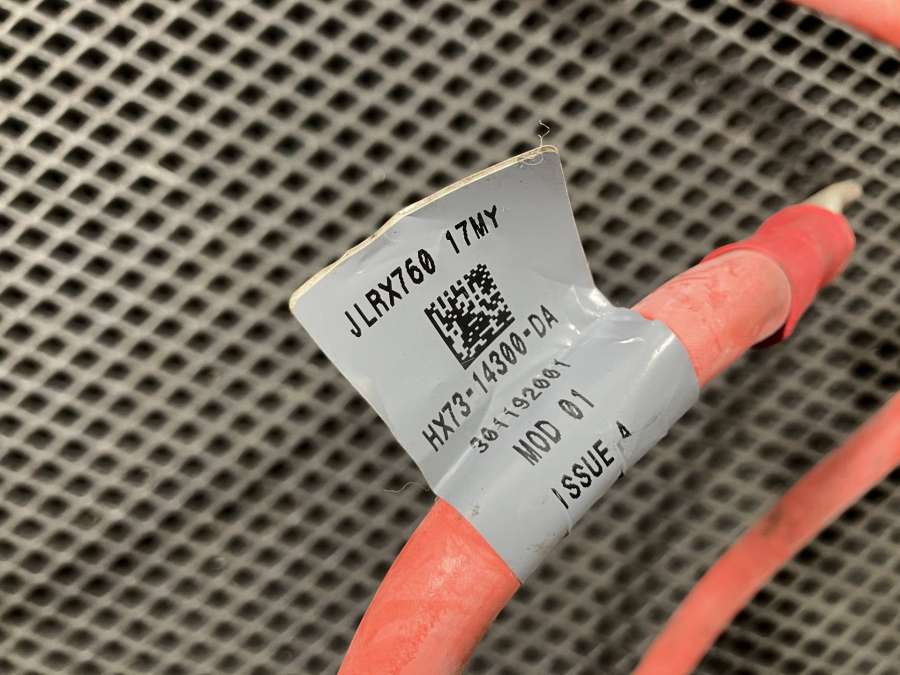 JLRX760 17MY
HX73-14300-DA
301192001
MOD 01
ISSUE 4